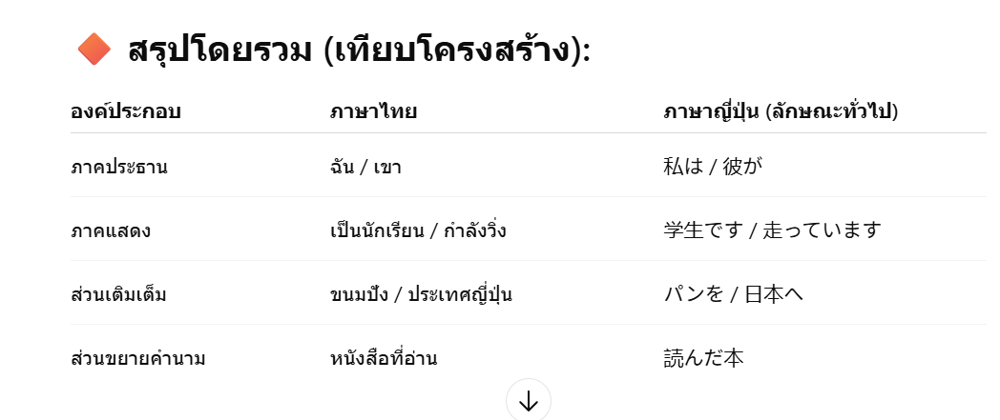 สรุปโดยรวม (เทียบโครงสร้าง):
องค์ประกอบ ภาษาไทย ภาษาญี่ปุ่น (ลักษณะทั่วไป)
ภาคประธาน ฉัน / เขา 私は / 彼が
ภาคแสดง เป็นนักเรียน / กำลังวิ่ง 学生です / 走っています
ส่วนเติมเต็ม ขนมปัง / ประเทศญี่ปุ่น パンを / 日本へ
ส่วนขยายคำนาม หนังสือที่อ่าน 読んだ本